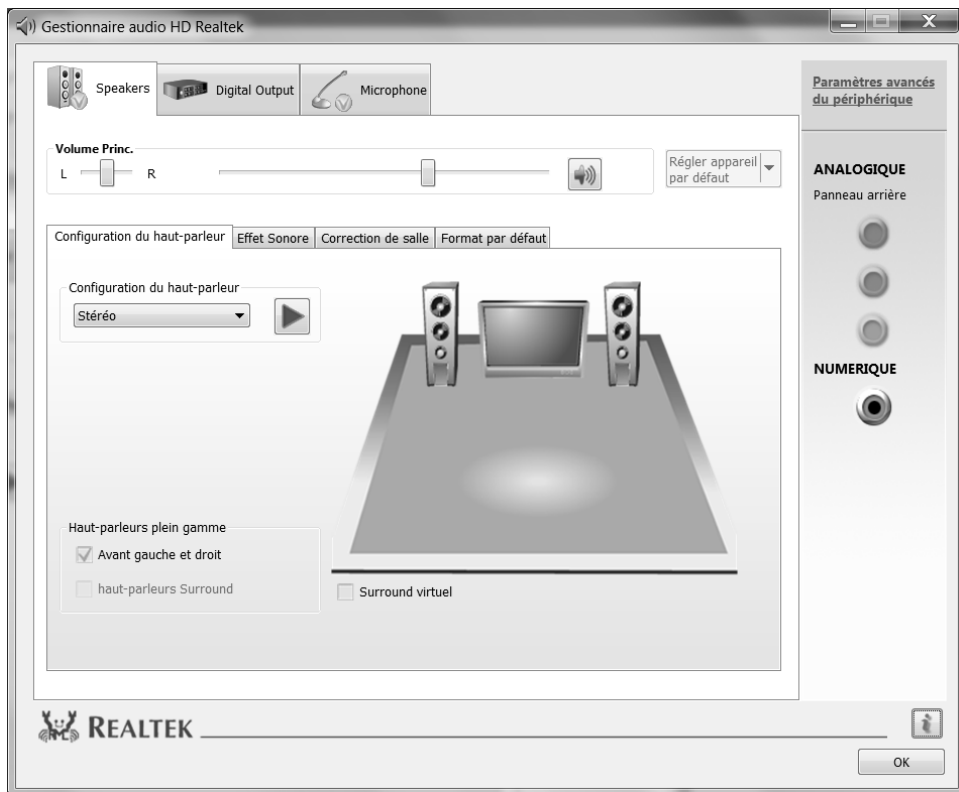 Gestionnaire audio HD Realtek
Speakers
Digital Output
Microphone
Paramètres avancés
du périphérique
Volume Princ.
L
R
Régler appareil
par défaut
ANALOGIQUE
Panneau arrière
Configuration du haut-parleur
Effet Sonore
Correction de salle
Format par défaut
Configuration du haut-parleur
Stéréo
NUMERIQUE
Haut-parleurs plein gamme
Avant gauche et droit
haut-parleurs Surround
Surround virtuel
REALTEK
i
OK